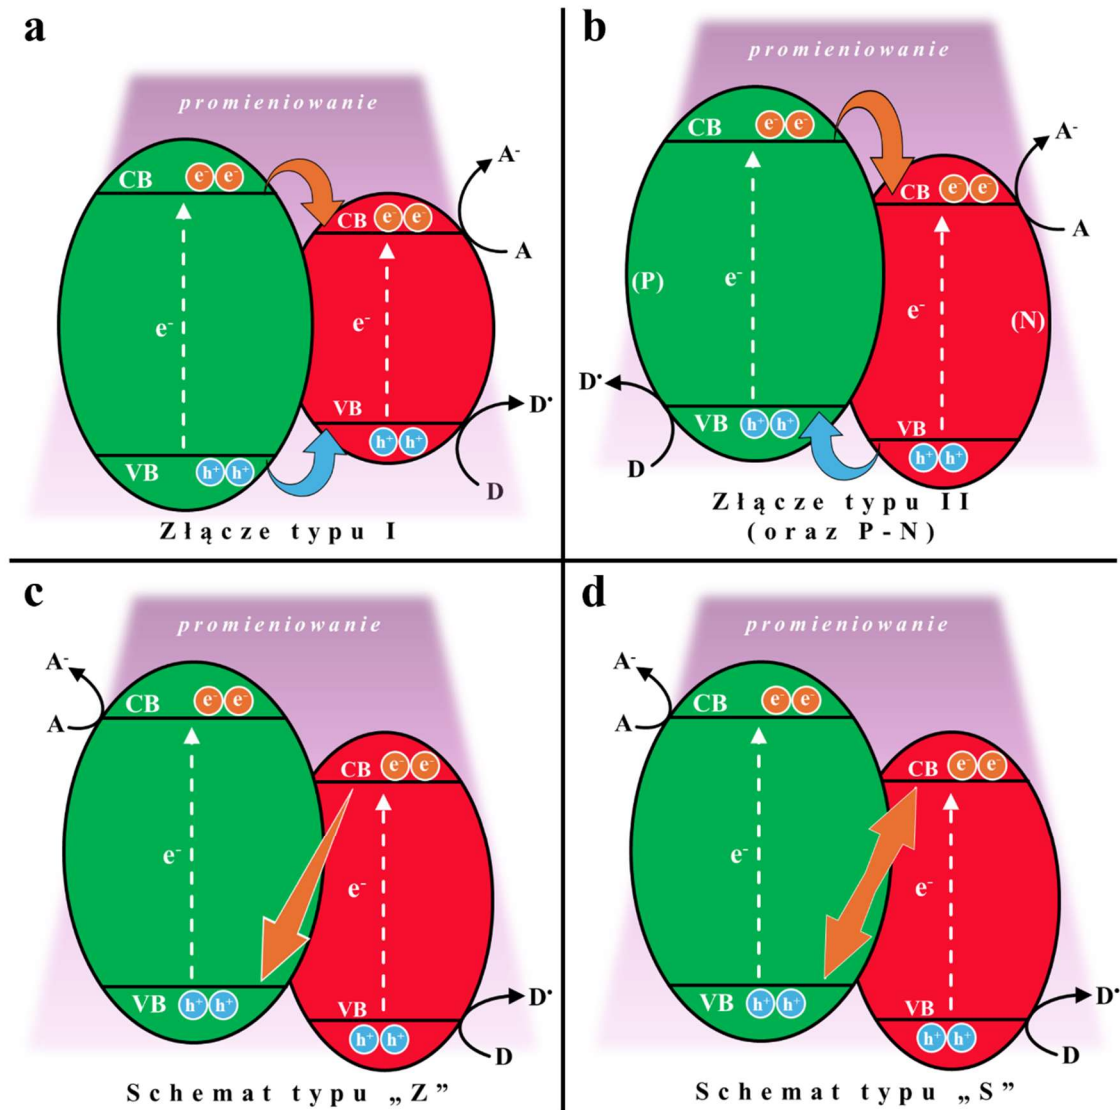 a
promieniowanie
CB
e⁻ e⁻
CB
e⁻ e⁻
A⁻
A
e⁻
e⁻
VB
h⁺ h⁺
VB
h⁺ h⁺
D•
D
Złącze typu I
b
promieniowanie
CB
e⁻ e⁻
CB
e⁻ e⁻
A⁻
A
(P)
e⁻
e⁻
(N)
D•
D
VB
h⁺ h⁺
VB
h⁺ h⁺
Złącze typu II
(oraz P-N)
c
promieniowanie
A⁻
A
CB
e⁻ e⁻
CB
e⁻ e⁻
e⁻
e⁻
VB
h⁺ h⁺
VB
h⁺ h⁺
D•
D
Schemat typu „Z”
d
promieniowanie
A⁻
A
CB
e⁻ e⁻
CB
e⁻ e⁻
e⁻
e⁻
VB
h⁺ h⁺
VB
h⁺ h⁺
D•
D
Schemat typu „S”